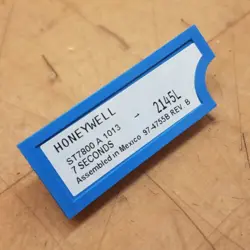 HONEYWELL
ST7800 A 1013 - 2145L
7 SECONDS
Assembled in Mexico 97-4755B REV. B